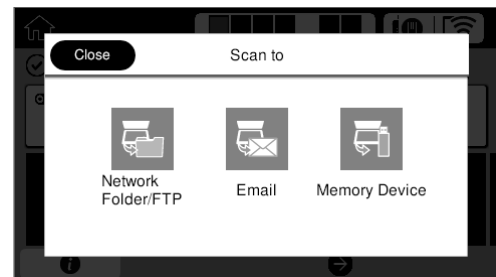 Close
Scan to
Network
Folder/FTP
Email
Memory Device